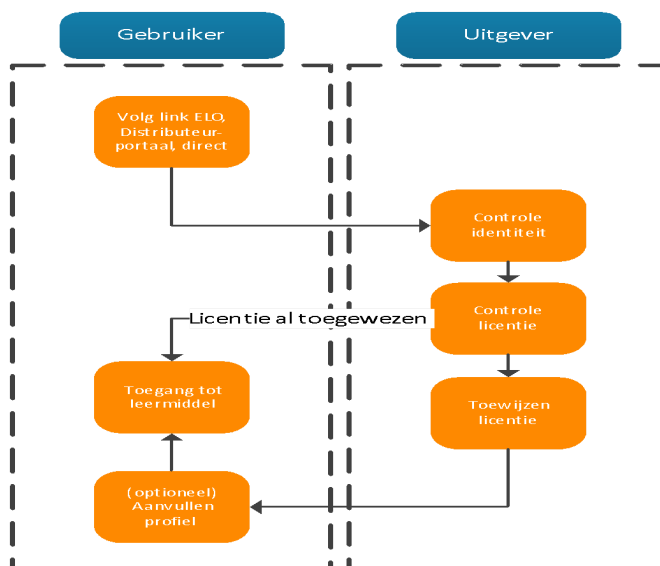 Gebruiker
Uitgever
Volg link ELO,
Distributeur-
portaal, direct
Controle
identiteit
Controle
licentie
Licentie al toegewezen
Toegang tot
leermiddel
Toewijzen
licentie
(optioneel)
Aanvullen
profiel